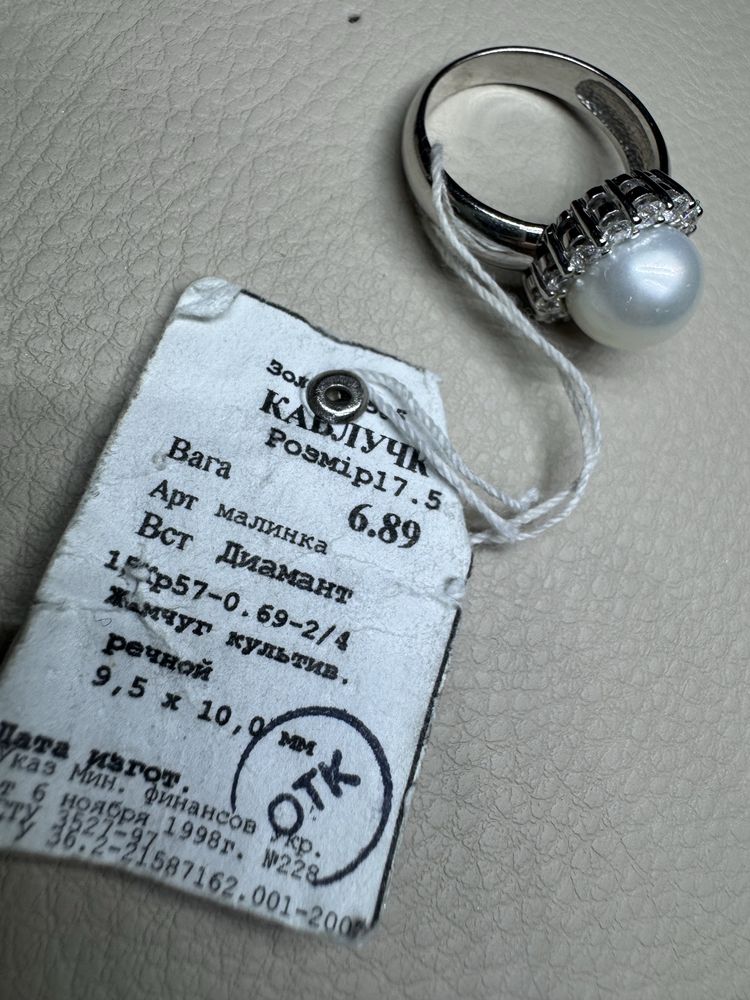 КАБЛУЧК
Розмір17.5
Вага 6.89
Арт малинка
Вст Диамант
Кр57-0.69-2/4
Жемчуг культив.
речной
9,5 x 10,0 мм
Дата изгот.
Указ Мин. финансов Укр.
т 6 ноября 1998г. №228
СТУ 3527-97
У 36.2-21587162.001-200
ОТК